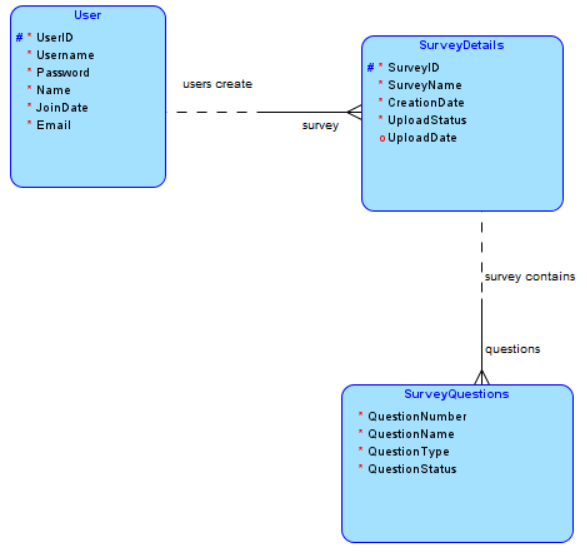 User
# * UserID
* Username
* Password
* Name
* JoinDate
* Email
users create
survey
SurveyDetails
# * SurveyID
* SurveyName
* CreationDate
* UploadStatus
o UploadDate
survey contains
questions
SurveyQuestions
* QuestionNumber
* QuestionName
* QuestionType
* QuestionStatus